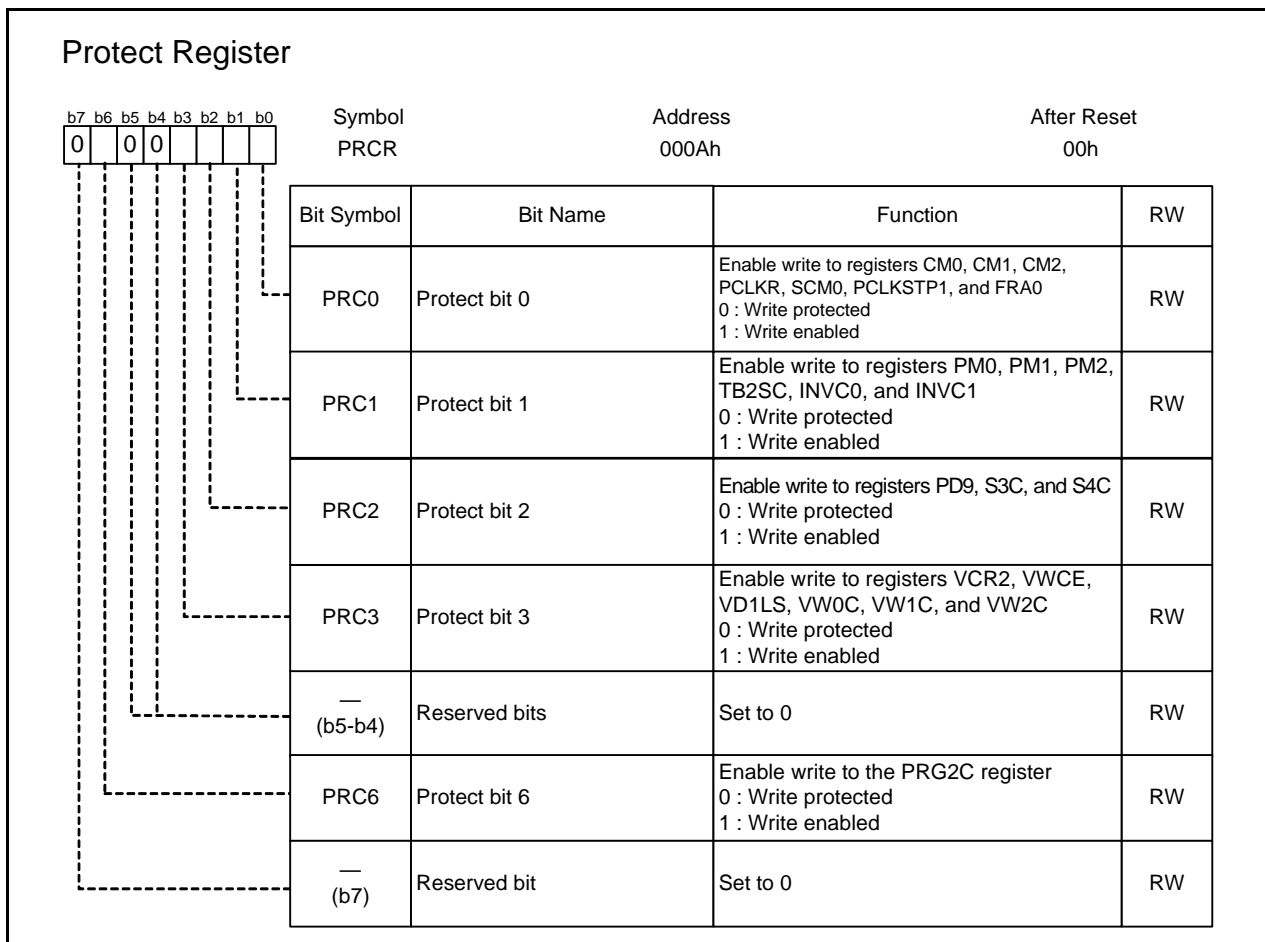 Protect Register
b7 b6 b5 b4 b3 b2 b1 b0
0 0 0
Symbol Address After Reset
PRCR 000Ah 00h
Bit Symbol Bit Name Function RW
PRC0 Protect bit 0 Enable write to registers CM0, CM1, CM2,
PCLKR, SCM0, PCLKSTP1, and FRA0
0 : Write protected
1 : Write enabled
RW
PRC1 Protect bit 1 Enable write to registers PM0, PM1, PM2,
TB2SC, INVC0, and INVC1
0 : Write protected
1 : Write enabled
RW
PRC2 Protect bit 2 Enable write to registers PD9, S3C, and S4C
0 : Write protected
1 : Write enabled
RW
PRC3 Protect bit 3 Enable write to registers VCR2, VWCE,
VD1LS, VW0C, VW1C, and VW2C
0 : Write protected
1 : Write enabled
RW
—
(b5-b4) Reserved bits Set to 0 RW
PRC6 Protect bit 6 Enable write to the PRG2C register
0 : Write protected
1 : Write enabled
RW
—
(b7) Reserved bit Set to 0 RW